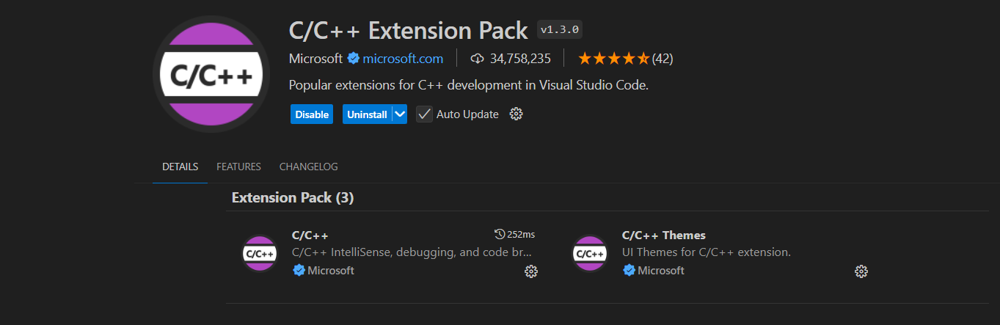 C/C++ Extension Pack v1.3.0
Microsoft microsoft.com 34,758,235 (42)
C/C++
Popular extensions for C++ development in Visual Studio Code.
Disable Uninstall Auto Update
DETAILS FEATURES CHANGELOG
Extension Pack (3)
C/C++ 252ms
C/C++
C/C++ IntelliSense, debugging, and code br...
Microsoft
C/C++ Themes
C/C++
UI Themes for C/C++ extension.
Microsoft